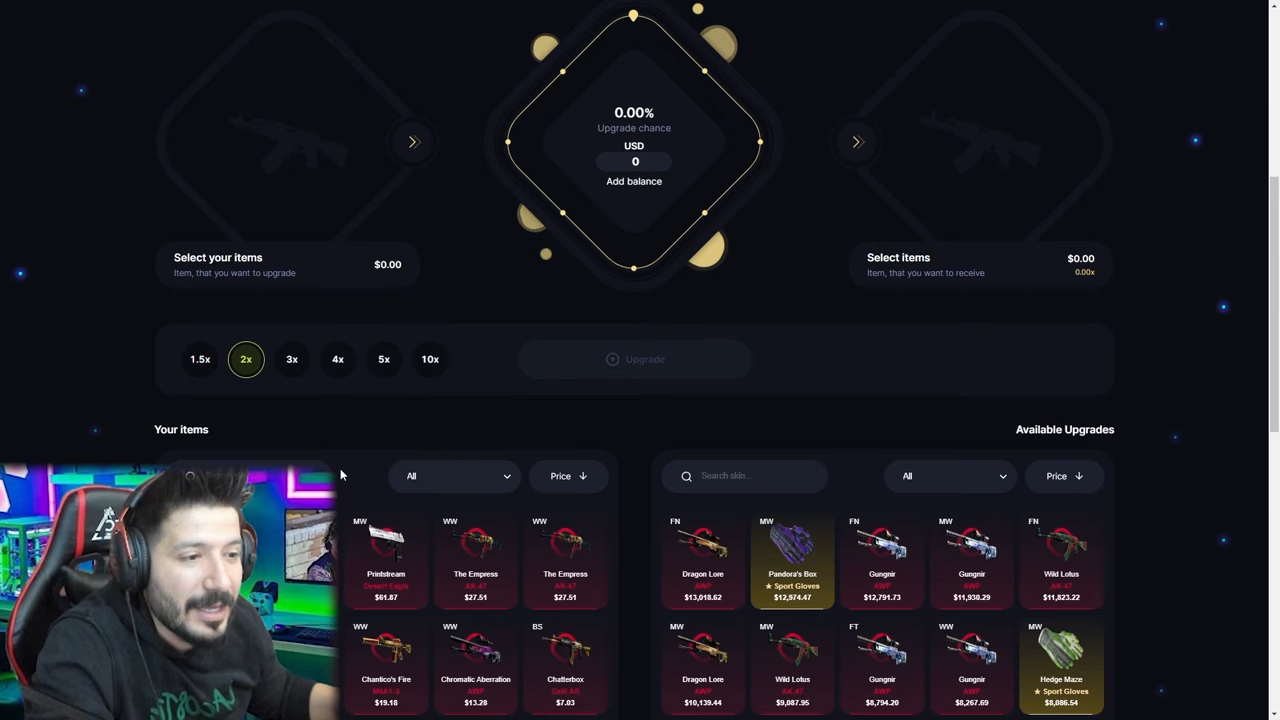 0.00%
Upgrade chance
USD
0
Add balance
Select your items
Item, that you want to upgrade
$0.00
Select items
Item, that you want to receive
$0.00
0.00x
1.5x
2x
3x
4x
5x
10x
Upgrade
Your items
Available Upgrades
All
Price
Search skin...
All
Price
MW
Printstream
Desert Eagle
$61.87
WW
The Empress
AK-47
$27.51
WW
The Empress
AK-47
$27.51
FN
Dragon Lore
AWP
$13,018.62
MW
Pandora's Box
★ Sport Gloves
$12,974.47
FN
Gungnir
AWP
$12,791.73
MW
Gungnir
AWP
$11,930.29
FN
Wild Lotus
AK-47
$11,823.22
WW
Chantico's Fire
M4A1-S
$19.18
WW
Chromatic Aberration
AWP
$13.28
BS
Chatterbox
Galil AR
$7.03
MW
Dragon Lore
AWP
$10,139.44
MW
Wild Lotus
AK-47
$9,087.95
FT
Gungnir
AWP
$8,794.20
WW
Gungnir
AWP
$8,267.69
MW
Hedge Maze
★ Sport Gloves
$8,086.54